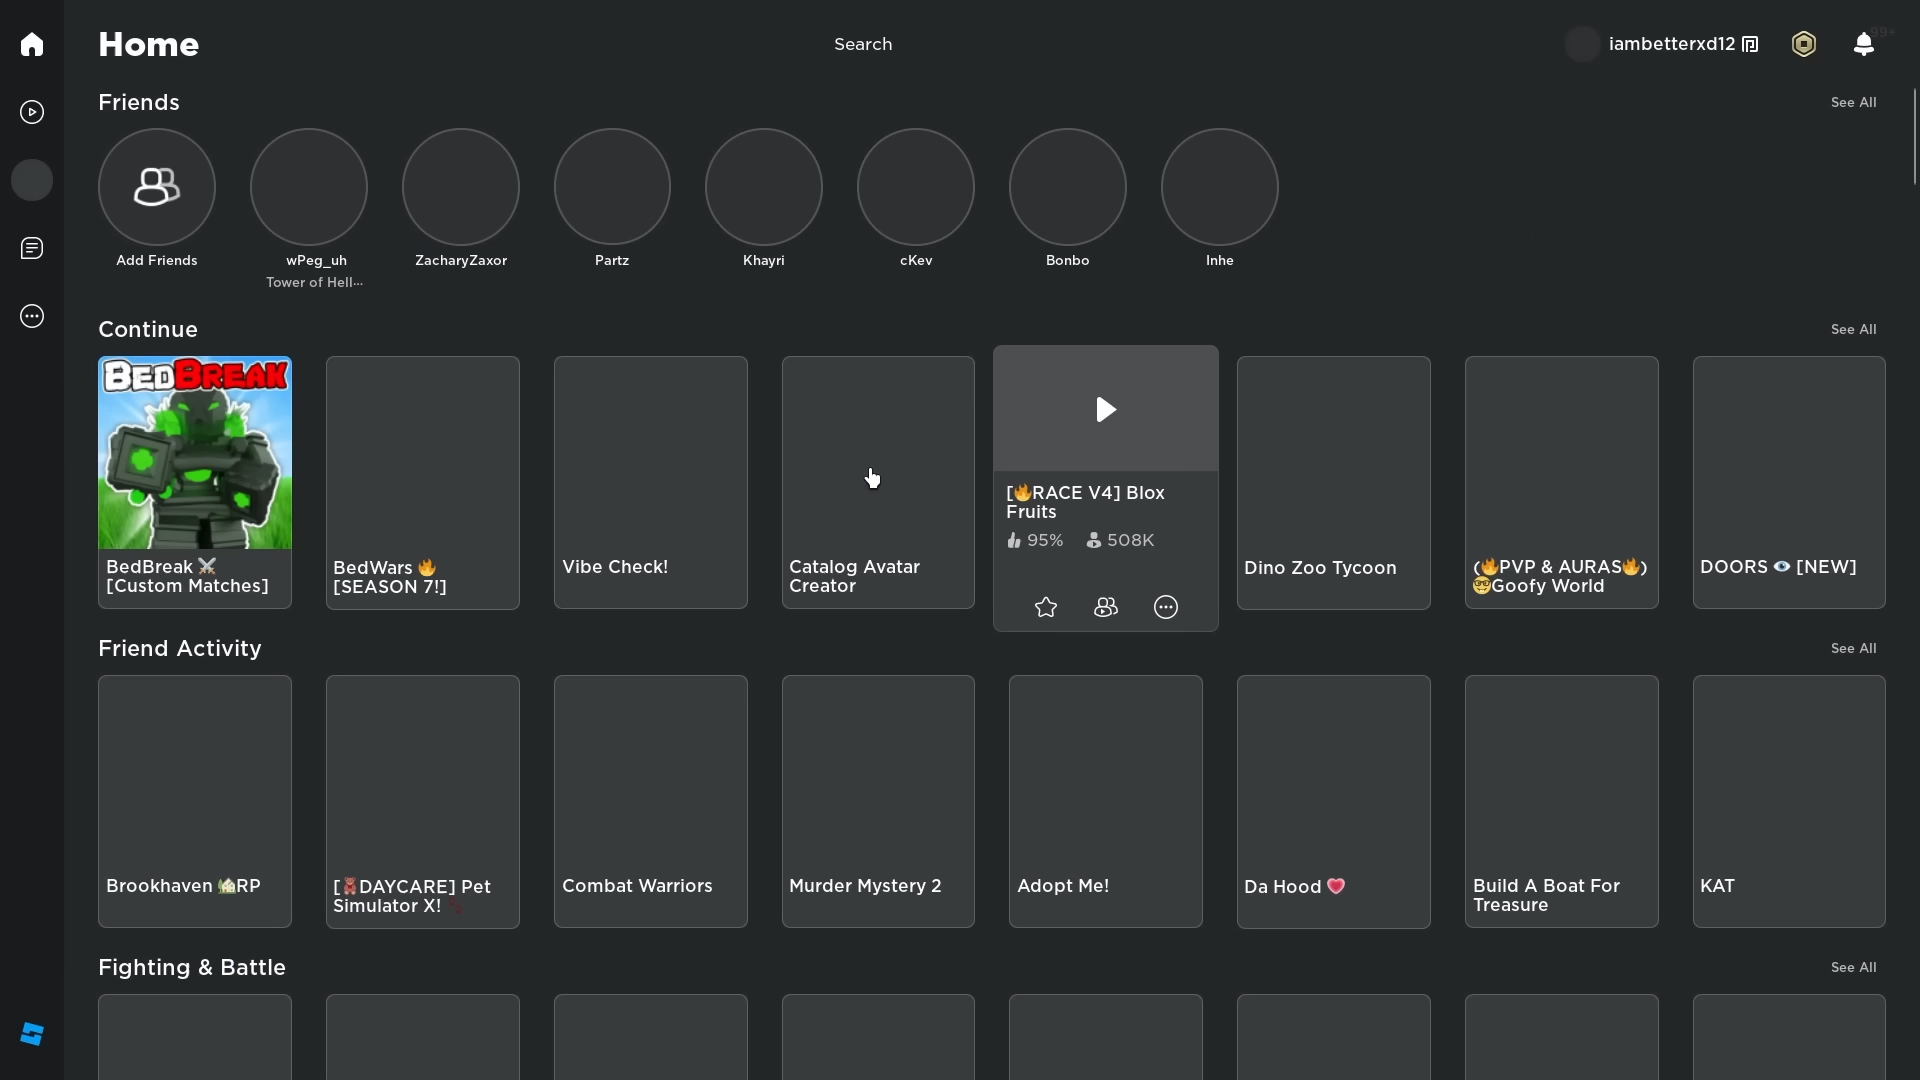 Home
Search
iambetterxd12
99+
Friends
See All
Add Friends
wPeg_uh
ZacharyZaxor
Partz
Khayri
cKev
Bonbo
Inhe
Tower of Hell...
Continue
See All
BEDBREAK
BedBreak ⚔️
[Custom Matches]
BedWars 🔥
[SEASON 7!]
Vibe Check!
Catalog Avatar
Creator
[🔥RACE V4] Blox
Fruits
95% 508K
Dino Zoo Tycoon
(🔥PVP & AURAS🔥)
🤓Goofy World
DOORS 👁️ [NEW]
Friend Activity
See All
Brookhaven 🏡RP
[🧸DAYCARE] Pet
Simulator X! 🐾
Combat Warriors
Murder Mystery 2
Adopt Me!
Da Hood 💗
Build A Boat For
Treasure
KAT
Fighting & Battle
See All